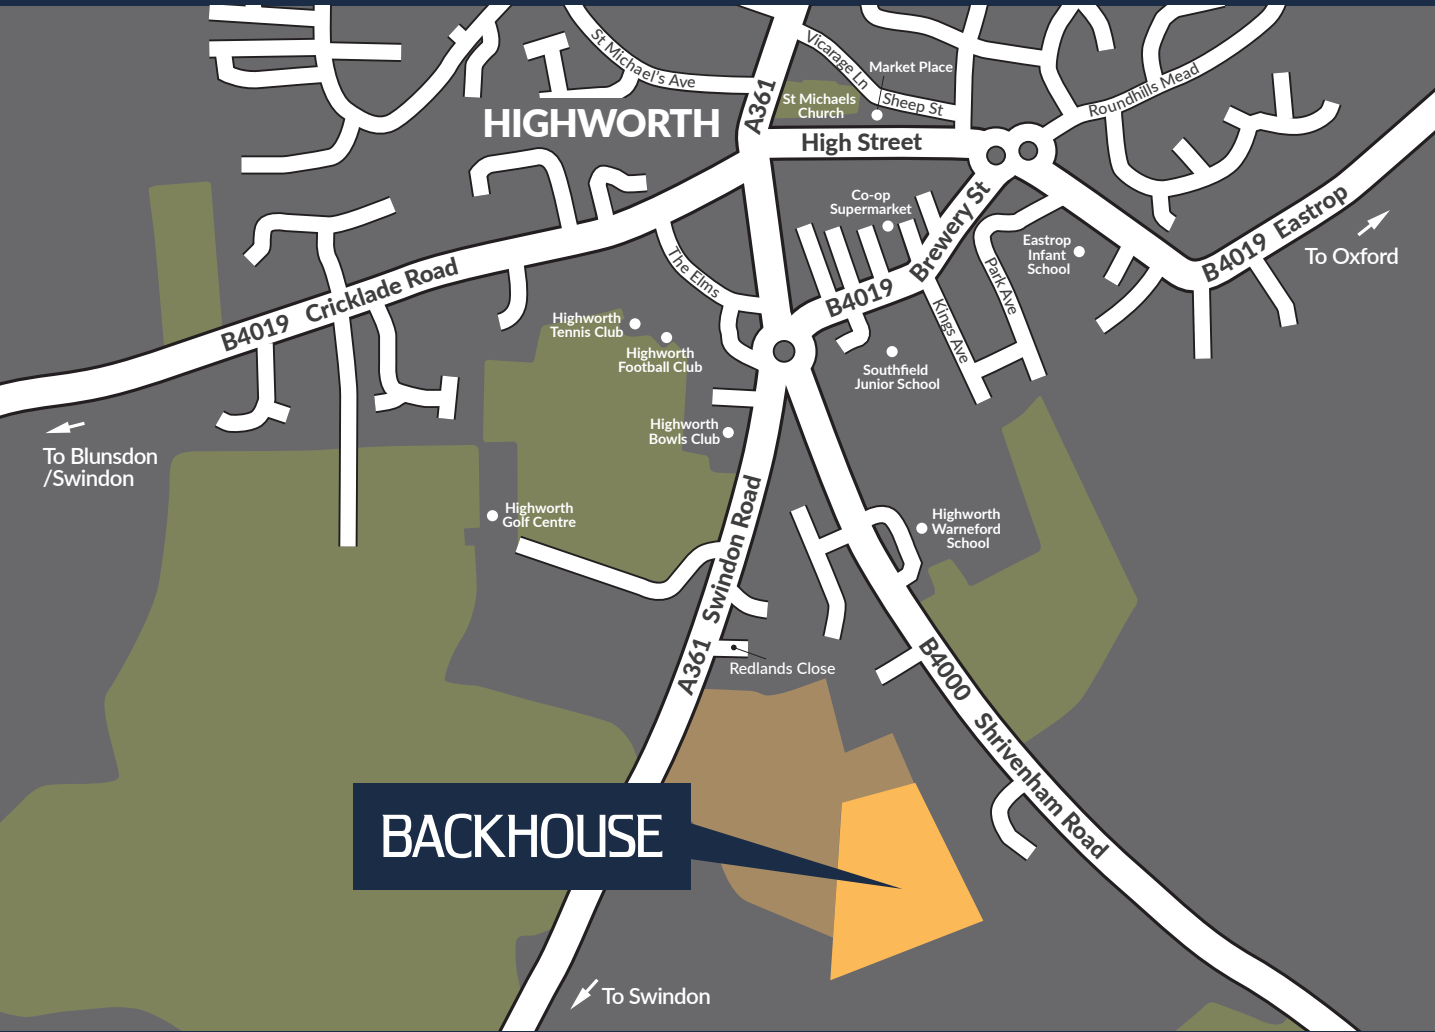 St Michael's Ave
Vicarage Ln
Market Place
Roundhills Mead
A361
St Michaels
Church
Sheep St
HIGHWORTH
High Street
Co-op
Supermarket
Brewery St
B4019 Eastrop
To Oxford
Eastrop
Infant
School
Park Ave
The Elms
B4019
Kings Ave
B4019 Cricklade Road
Highworth
Tennis Club
Highworth
Football Club
Southfield
Junior School
To Blunsdon
/Swindon
Highworth
Bowls Club
Highworth
Golf Centre
Highworth
Warneford
School
A361 Swindon Road
Redlands Close
B4000 Shrivenham Road
BACKHOUSE
To Swindon